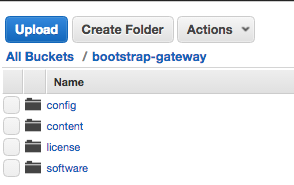 Upload Create Folder Actions
All Buckets / bootstrap-gateway
Name
config
content
license
software